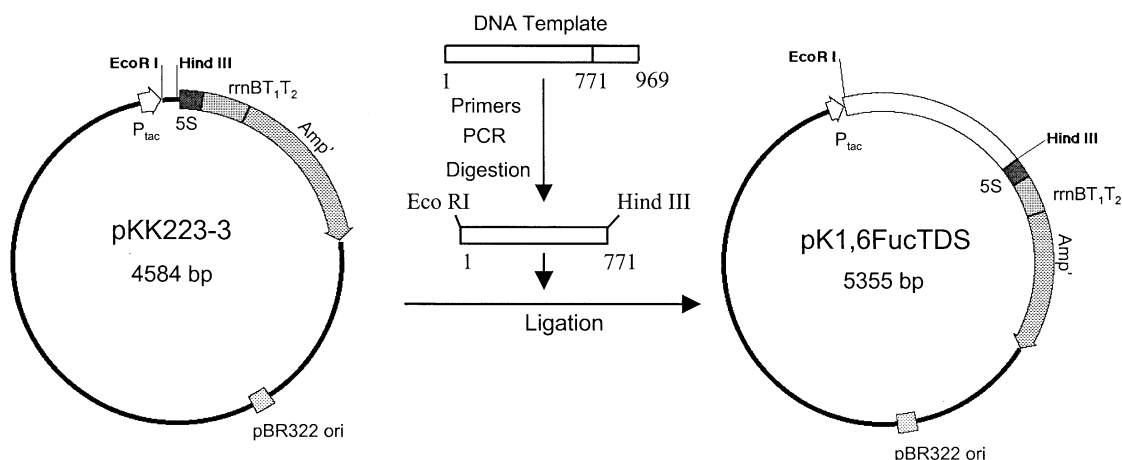 EcoR I
Hind III
rrnBT₁T₂
Ptac
5S
Amp'
pKK223-3
4584 bp
pBR322 ori
DNA Template
1
771
969
Primers
PCR
Digestion
Eco RI
Hind III
1
771
Ligation
EcoR I
Hind III
Ptac
5S
rrnBT₁T₂
Amp'
pK1,6FucTDS
5355 bp
pBR322 ori